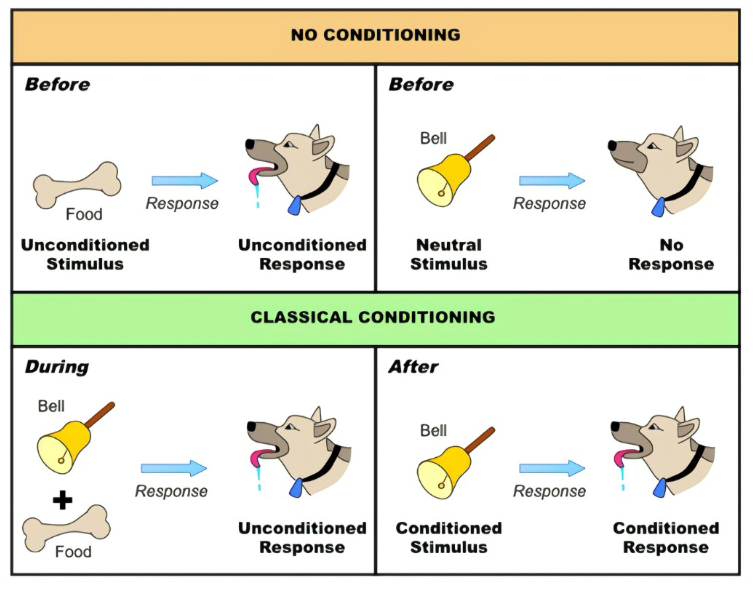 NO CONDITIONING
Before
Food
Response
Unconditioned
Stimulus
Unconditioned
Response
Before
Bell
Response
Neutral
Stimulus
No
Response
CLASSICAL CONDITIONING
During
Bell
+
Food
Response
Unconditioned
Response
After
Bell
Response
Conditioned
Stimulus
Conditioned
Response